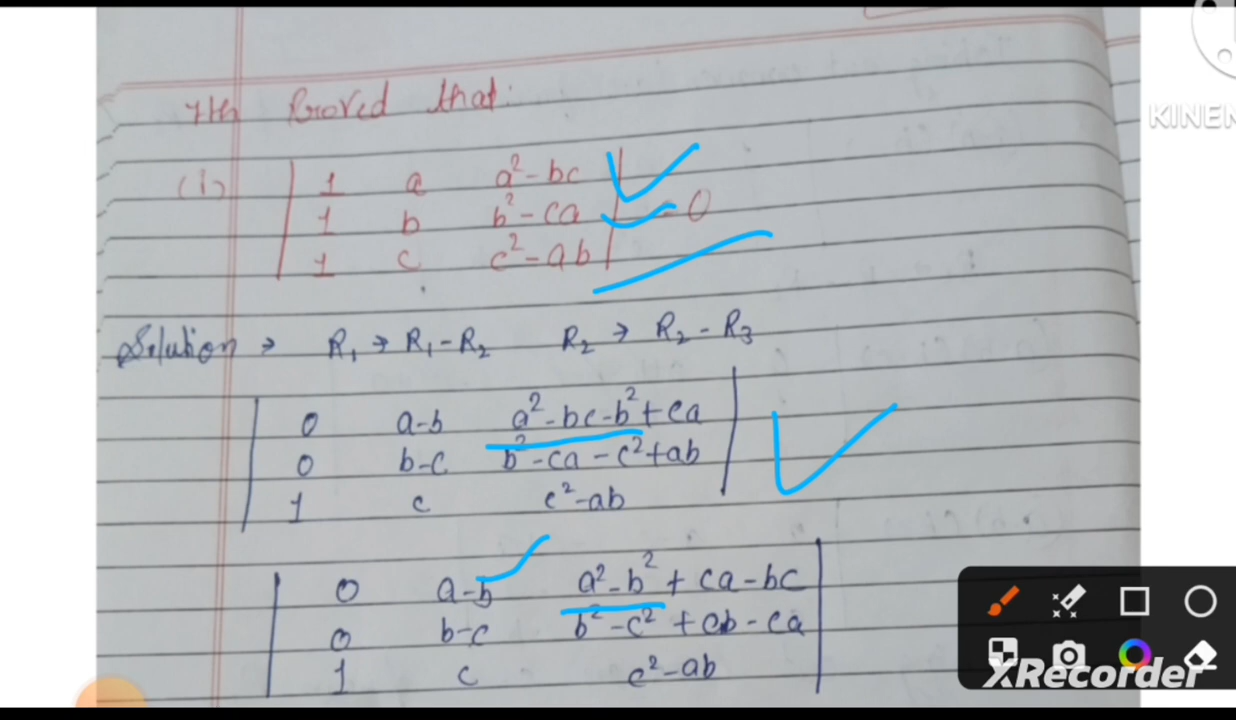 7th Proved that:
KINEM
(i) | 1 a a²-bc |
| 1 b b²-ca | = 0
| 1 c c²-ab |
Solution → R₁ → R₁-R₂ R₂ → R₂-R₃
| 0 a-b a²-bc-b²+ca |
| 0 b-c b²-ca-c²+ab |
| 1 c c²-ab |
| 0 a-b a²-b²+ca-bc |
| 0 b-c b²-c²+ab-ca |
| 1 c c²-ab |
XRecorder